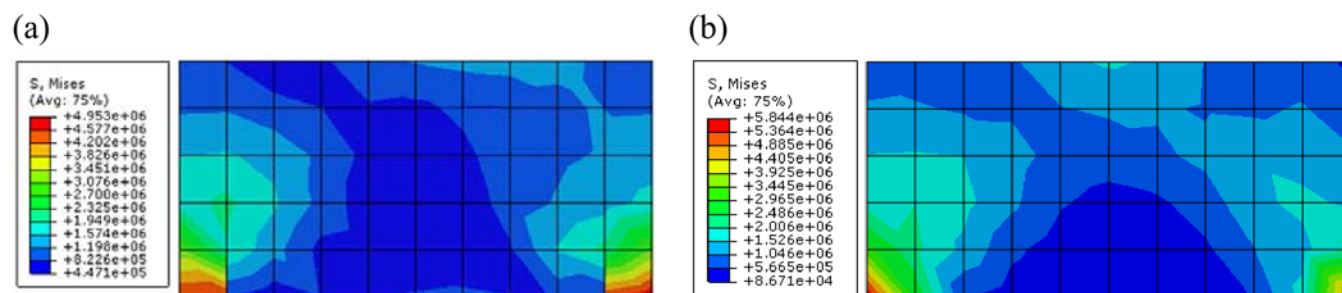 (a)
S, Mises
(Avg: 75%)
+4.953e+06
+4.577e+06
+4.202e+06
+3.826e+06
+3.451e+06
+3.076e+06
+2.700e+06
+2.325e+06
+1.949e+06
+1.574e+06
+1.198e+06
+8.226e+05
+4.471e+05
(b)
S, Mises
(Avg: 75%)
+5.844e+06
+5.364e+06
+4.885e+06
+4.405e+06
+3.925e+06
+3.445e+06
+2.965e+06
+2.486e+06
+2.006e+06
+1.526e+06
+1.046e+06
+5.665e+05
+8.671e+04